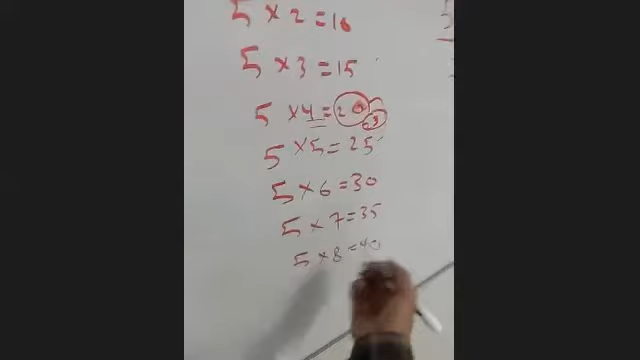 5 × 2 = 10
5 × 3 = 15
5 × 4 = 20
5 × 5 = 25
5 × 6 = 30
5 × 7 = 35
5 × 8 = 40